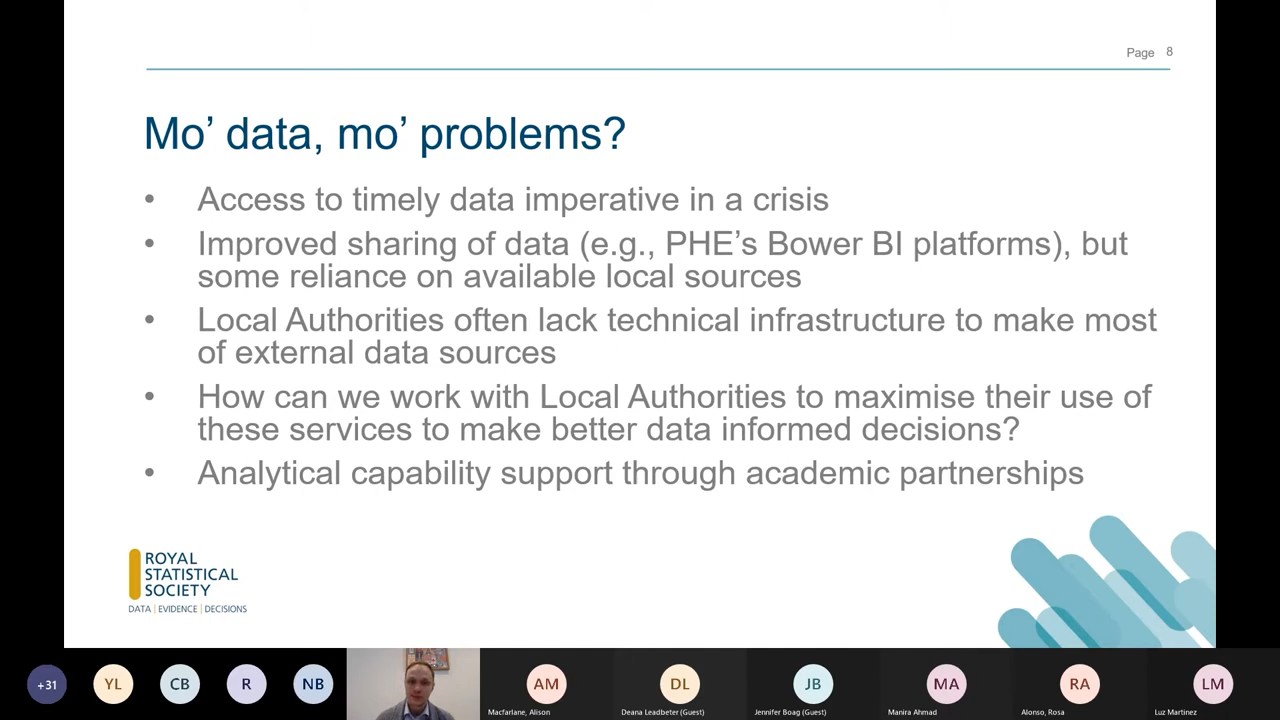 Page 8
Mo' data, mo' problems?
• Access to timely data imperative in a crisis
• Improved sharing of data (e.g., PHE's Bower BI platforms), but
some reliance on available local sources
• Local Authorities often lack technical infrastructure to make most
of external data sources
• How can we work with Local Authorities to maximise their use of
these services to make better data informed decisions?
• Analytical capability support through academic partnerships
ROYAL
STATISTICAL
SOCIETY
DATA | EVIDENCE | DECISIONS
+31 YL CB R NB AM DL JB MA RA LM
Macfarlane, Alison Deana Leadbeter (Guest) Jennifer Boag (Guest) Manira Ahmad Alonso, Rosa Luz Martinez